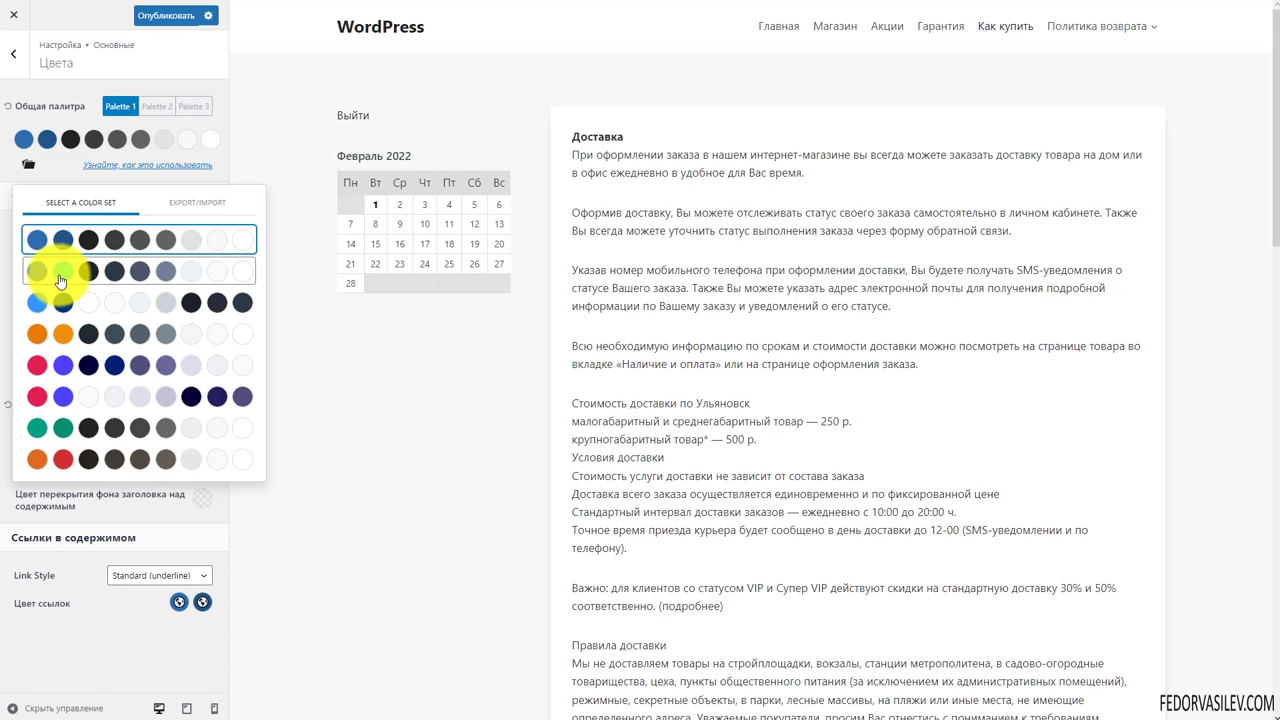 Опубликовать
Настройка ▸ Основные
Цвета
Общая палитра
Palette 1
Palette 2
Palette 3
Узнайте, как это использовать
SELECT A COLOR SET
EXPORT/IMPORT
Цвет перекрытия фона заголовка над
содержимым
Ссылки в содержимом
Link Style
Standard (underline)
Цвет ссылок
Скрыть управление
WordPress
Главная Магазин Акции Гарантия Как купить Политика возврата
Выйти
Февраль 2022
Пн Вт Ср Чт Пт Сб Вс
1 2 3 4 5 6
7 8 9 10 11 12 13
14 15 16 17 18 19 20
21 22 23 24 25 26 27
28
Доставка
При оформлении заказа в нашем интернет-магазине вы всегда можете заказать доставку товара на дом или
в офис ежедневно в удобное для Вас время.
Оформив доставку, Вы можете отслеживать статус своего заказа самостоятельно в личном кабинете. Также
Вы всегда можете уточнить статус выполнения заказа через форму обратной связи.
Указав номер мобильного телефона при оформлении доставки, Вы будете получать SMS-уведомления о
статусе Вашего заказа. Также Вы можете указать адрес электронной почты для получения подробной
информации по Вашему заказу и уведомлений о его статусе.
Всю необходимую информацию по срокам и стоимости доставки можно посмотреть на странице товара во
вкладке «Наличие и оплата» или на странице оформления заказа.
Стоимость доставки по Ульяновск
малогабаритный и среднегабаритный товар — 250 р.
крупногабаритный товар* — 500 р.
Условия доставки
Стоимость услуги доставки не зависит от состава заказа
Доставка всего заказа осуществляется единовременно и по фиксированной цене
Стандартный интервал доставки заказов — ежедневно с 10:00 до 20:00 ч.
Точное время приезда курьера будет сообщено в день доставки до 12-00 (SMS-уведомлении и по
телефону).
Важно: для клиентов со статусом VIP и Супер VIP действуют скидки на стандартную доставку 30% и 50%
соответственно. (подробнее)
Правила доставки
Мы не доставляем товары на стройплощадки, вокзалы, станции метрополитена, в садово-огородные
товарищества, цеха, пункты общественного питания (за исключением их административных помещений),
режимные, секретные объекты, в парки, лесные массивы, на пляжи или иные места, не имеющие
определенного адреса. Уважаемые покупатели, просим Вас отнестись с пониманием к требованиям
FEDORVASILEV.COM